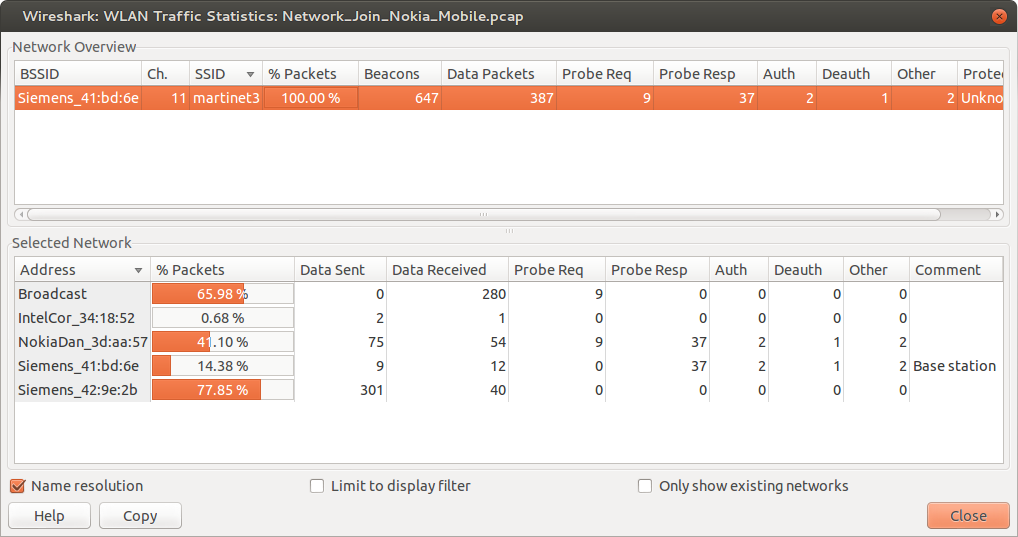 Wireshark: WLAN Traffic Statistics: Network_Join_Nokia_Mobile.pcap
Network Overview
BSSID Ch. SSID % Packets Beacons Data Packets Probe Req Probe Resp Auth Deauth Other Protec
Siemens_41:bd:6e 11 martinet3 100.00 % 647 387 9 37 2 1 2 Unkno
Selected Network
Address % Packets Data Sent Data Received Probe Req Probe Resp Auth Deauth Other Comment
Broadcast 65.98 % 0 280 9 0 0 0 0
IntelCor_34:18:52 0.68 % 2 1 0 0 0 0 0
NokiaDan_3d:aa:57 41.10 % 75 54 9 37 2 1 2
Siemens_41:bd:6e 14.38 % 9 12 0 37 2 1 2 Base station
Siemens_42:9e:2b 77.85 % 301 40 0 0 0 0 0
Name resolution Limit to display filter Only show existing networks
Help Copy Close